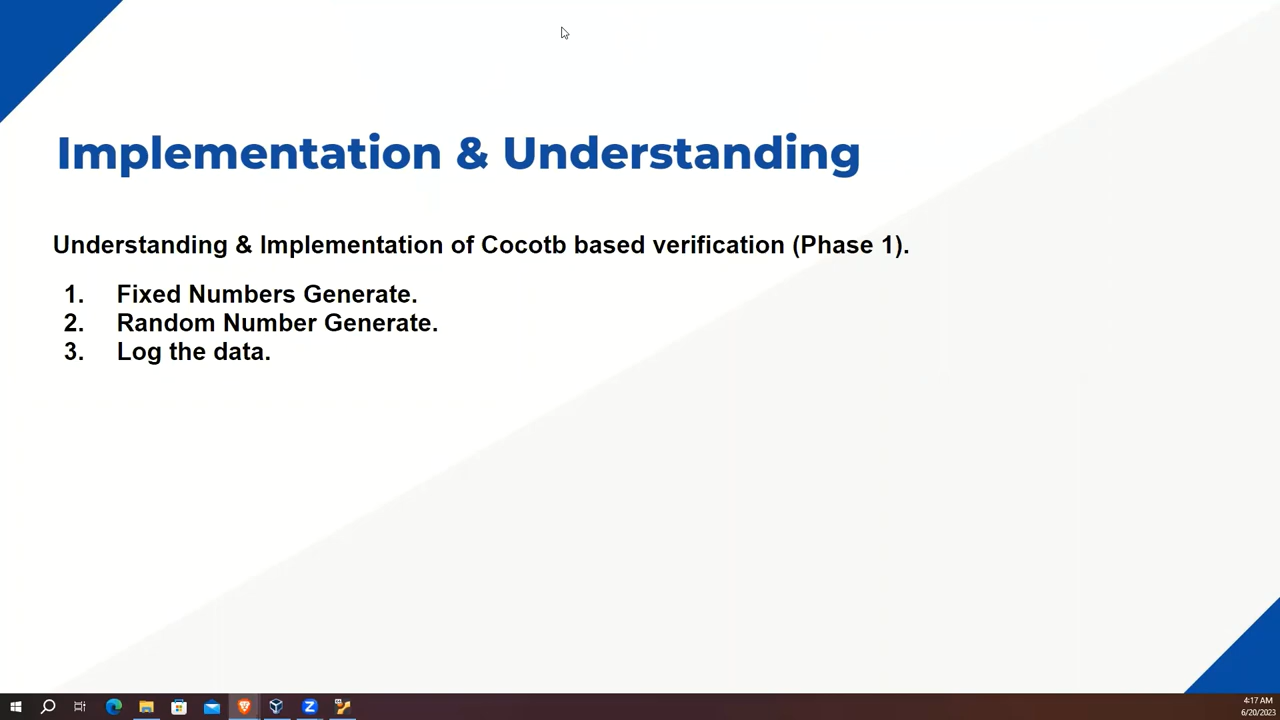 Implementation & Understanding
Understanding & Implementation of Cocotb based verification (Phase 1).
1. Fixed Numbers Generate.
2. Random Number Generate.
3. Log the data.
4:17 AM
6/20/2023